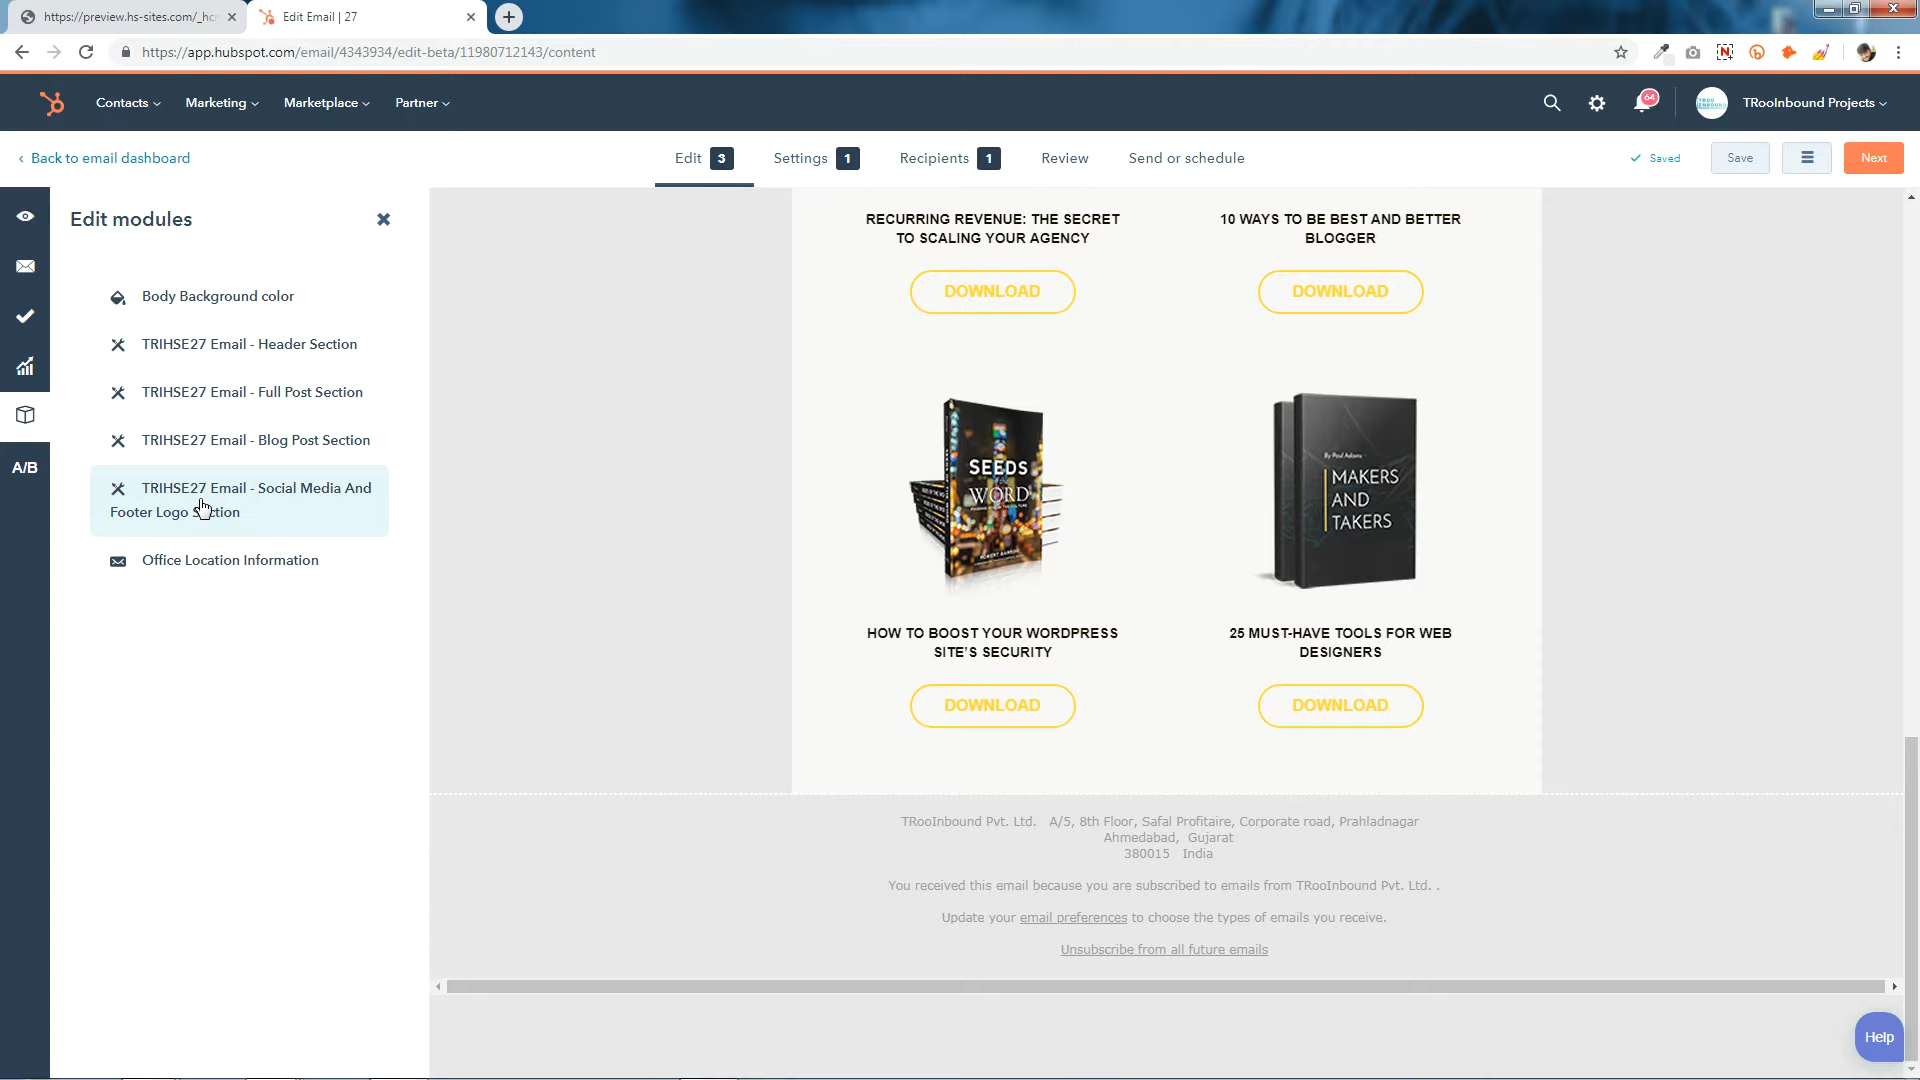 https://preview.hs-sites.com/_hcn
Edit Email | 27
https://app.hubspot.com/email/4343934/edit-beta/11980712143/content
Contacts
Marketing
Marketplace
Partner
64
TRooInbound Projects
Back to email dashboard
Edit 3
Settings 1
Recipients 1
Review
Send or schedule
Saved
Save
Next
Edit modules
Body Background color
TRIHSE27 Email - Header Section
TRIHSE27 Email - Full Post Section
TRIHSE27 Email - Blog Post Section
TRIHSE27 Email - Social Media And
Footer Logo Section
Office Location Information
A/B
RECURRING REVENUE: THE SECRET
TO SCALING YOUR AGENCY
DOWNLOAD
10 WAYS TO BE BEST AND BETTER
BLOGGER
DOWNLOAD
SEEDS
WORD
ROBERT BARRON
By Paul Adams
MAKERS
AND
TAKERS
HOW TO BOOST YOUR WORDPRESS
SITE'S SECURITY
DOWNLOAD
25 MUST-HAVE TOOLS FOR WEB
DESIGNERS
DOWNLOAD
TRooInbound Pvt. Ltd. A/5, 8th Floor, Safal Profitaire, Corporate road, Prahladnagar
Ahmedabad, Gujarat
380015 India
You received this email because you are subscribed to emails from TRooInbound Pvt. Ltd. .
Update your email preferences to choose the types of emails you receive.
Unsubscribe from all future emails
Help